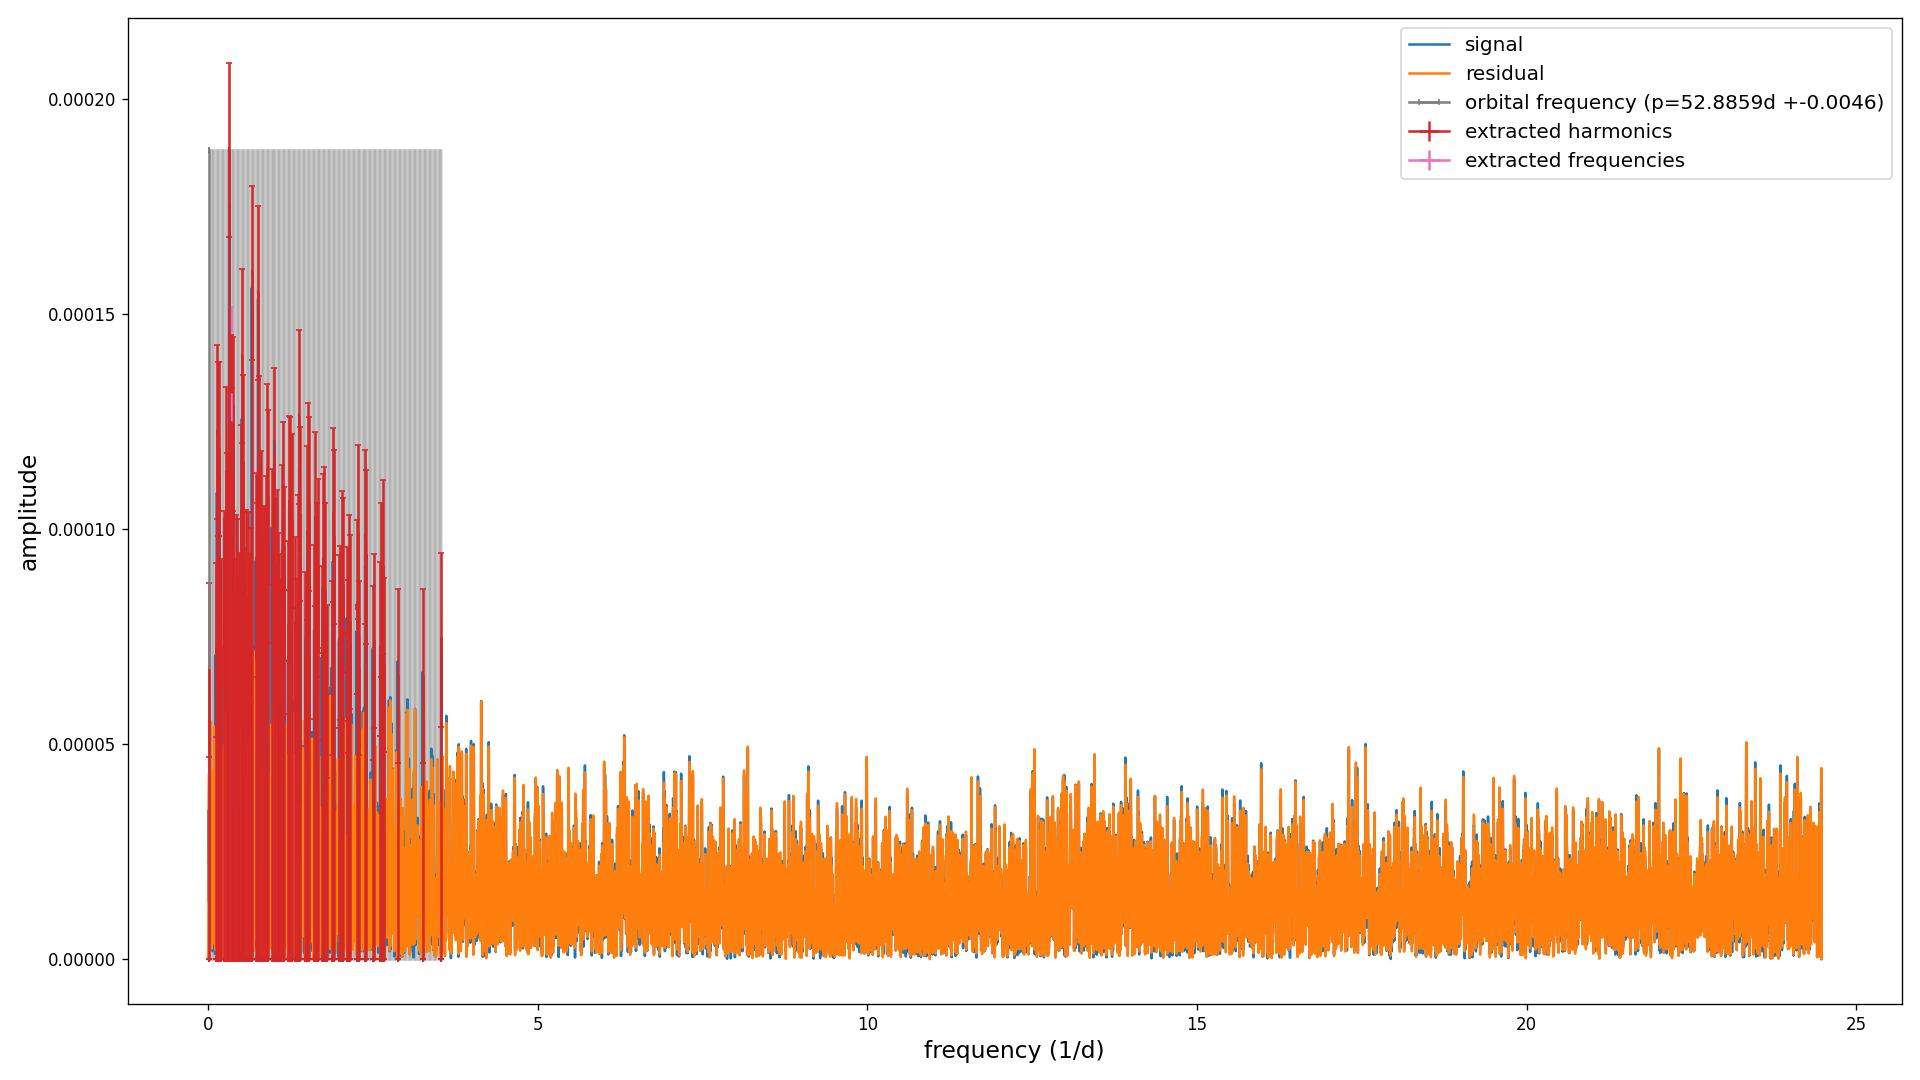 signal
residual
orbital frequency (p=52.8859d +-0.0046)
extracted harmonics
extracted frequencies
0.00020
0.00015
0.00010
0.00005
0.00000
amplitude
0 5 10 15 20 25
frequency (1/d)